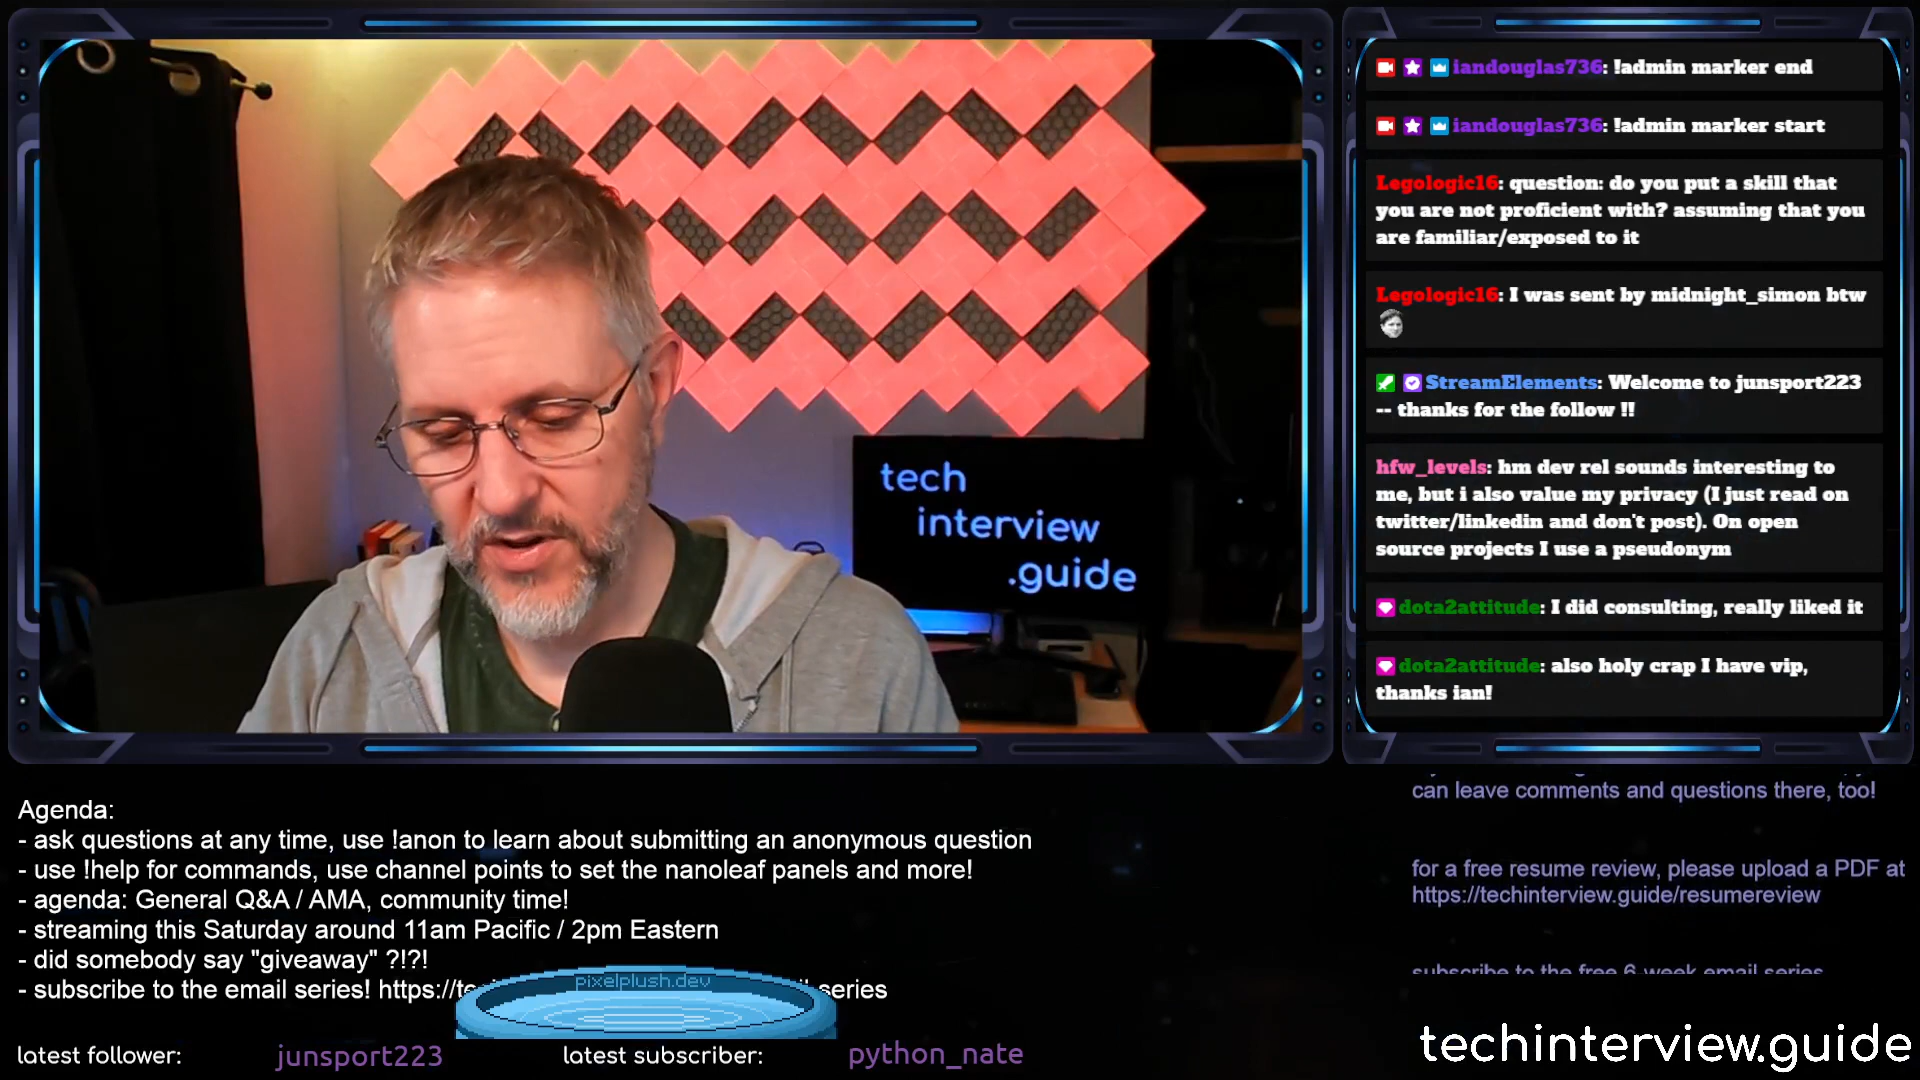 iandouglas736: !admin marker end
iandouglas736: !admin marker start
Legologic16: question: do you put a skill that
you are not proficient with? assuming that you
are familiar/exposed to it
Legologic16: I was sent by midnight_simon btw
StreamElements: Welcome to junsport223
-- thanks for the follow !!
hfw_levels: hm dev rel sounds interesting to
me, but i also value my privacy (I just read on
twitter/linkedin and don't post). On open
source projects I use a pseudonym
dota2attitude: I did consulting, really liked it
dota2attitude: also holy crap I have vip,
thanks ian!
tech
interview
.guide
Agenda:
- ask questions at any time, use !anon to learn about submitting an anonymous question
- use !help for commands, use channel points to set the nanoleaf panels and more!
- agenda: General Q&A / AMA, community time!
- streaming this Saturday around 11am Pacific / 2pm Eastern
- did somebody say "giveaway" ?!?!
- subscribe to the email series! https://te
series
pixelplush.dev
can leave comments and questions there, too!
for a free resume review, please upload a PDF at
https://techinterview.guide/resumereview
subscribe to the free 6-week email series
latest follower: junsport223
latest subscriber: python_nate
techinterview.guide